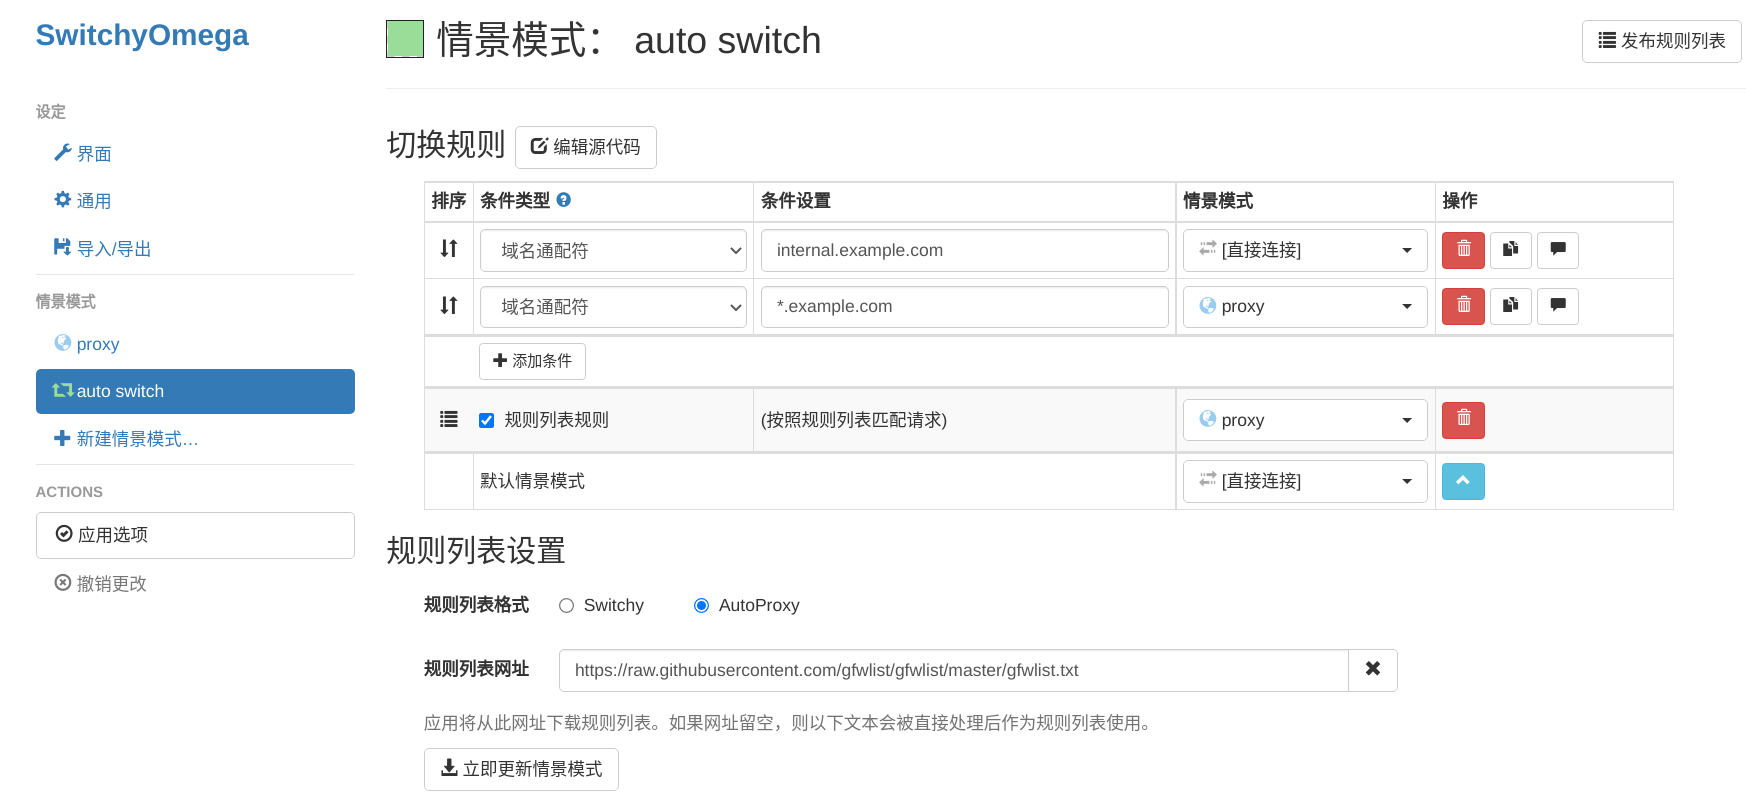 SwitchyOmega
设定
界面
通用
导入/导出
情景模式
proxy
auto switch
新建情景模式…
ACTIONS
应用选项
撤销更改
情景模式： auto switch
发布规则列表
切换规则 编辑源代码
排序 条件类型 条件设置 情景模式 操作
域名通配符 internal.example.com [直接连接]
域名通配符 *.example.com proxy
添加条件
规则列表规则 (按照规则列表匹配请求) proxy
默认情景模式 [直接连接]
规则列表设置
规则列表格式 Switchy AutoProxy
规则列表网址 https://raw.githubusercontent.com/gfwlist/gfwlist/master/gfwlist.txt
应用将从此网址下载规则列表。如果网址留空，则以下文本会被直接处理后作为规则列表使用。
立即更新情景模式